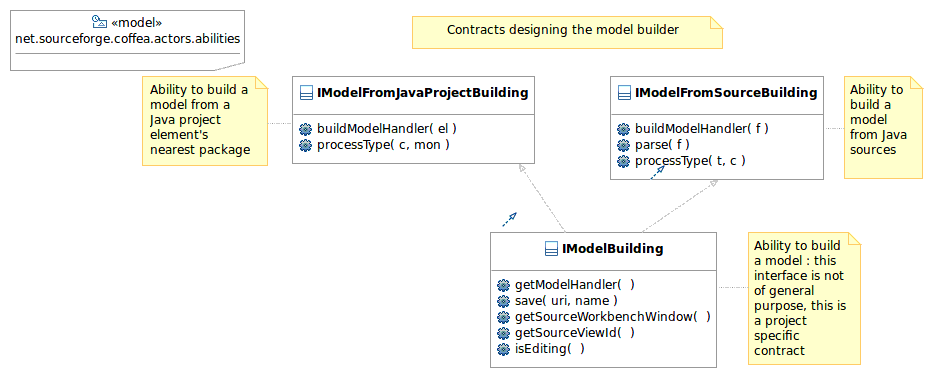 «model»
net.sourceforge.coffea.actors.abilities
Contracts designing the model builder
Ability to build a
model from a
Java project
element's
nearest package
IModelFromJavaProjectBuilding
buildModelHandler( el )
processType( c, mon )
IModelFromSourceBuilding
buildModelHandler( f )
parse( f )
processType( t, c )
Ability to
build a
model
from Java
sources
IModelBuilding
getModelHandler(  )
save( uri, name )
getSourceWorkbenchWindow(  )
getSourceViewId(  )
isEditing(  )
Ability to build
a model : this
interface is not
of general
purpose, this is
a project
specific
contract